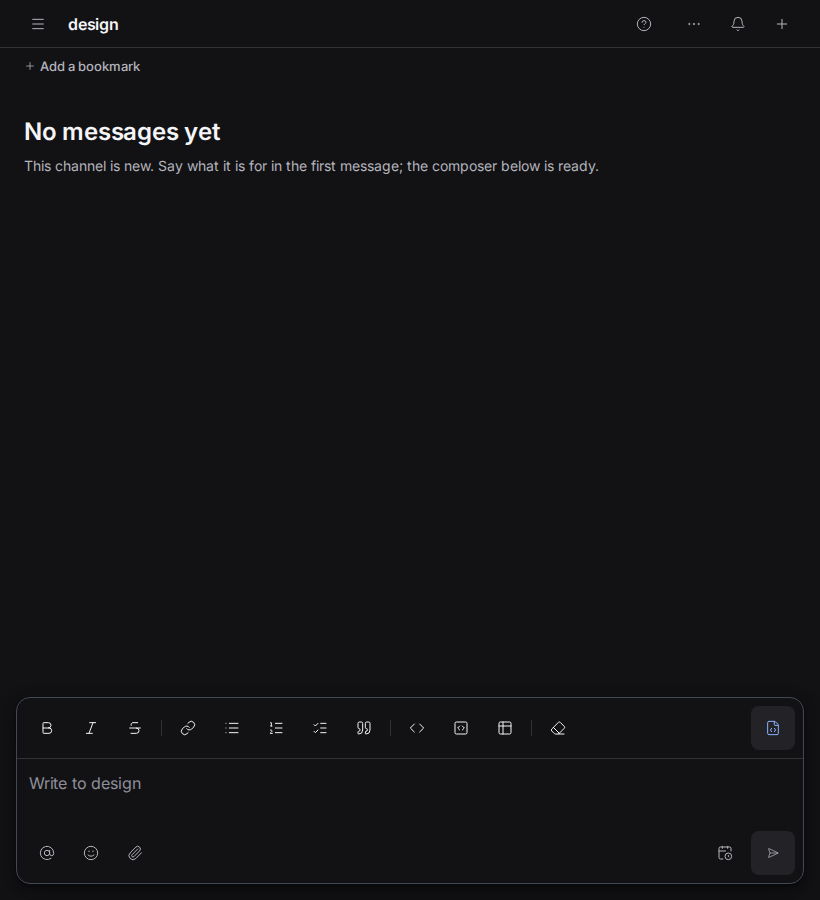 design
Add a bookmark
No messages yet
This channel is new. Say what it is for in the first message; the composer below is ready.
Write to design